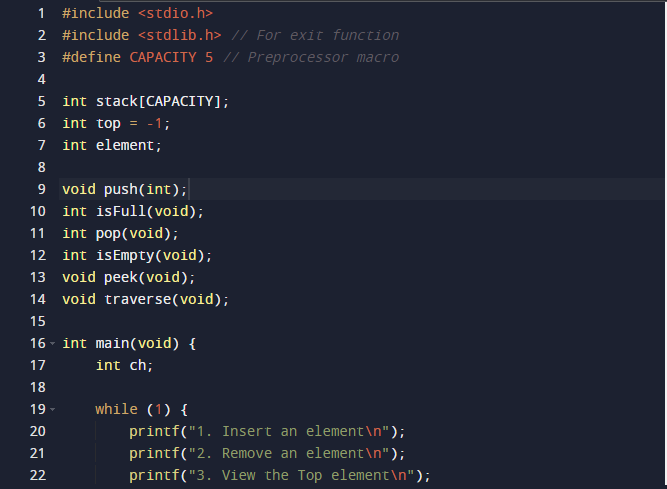 1 #include <stdio.h>
2 #include <stdlib.h> // For exit function
3 #define CAPACITY 5 // Preprocessor macro
4
5 int stack[CAPACITY];
6 int top = -1;
7 int element;
8
9 void push(int);
10 int isFull(void);
11 int pop(void);
12 int isEmpty(void);
13 void peek(void);
14 void traverse(void);
15
16 int main(void) {
17     int ch;
18
19     while (1) {
20         printf("1. Insert an element\n");
21         printf("2. Remove an element\n");
22         printf("3. View the Top element\n");